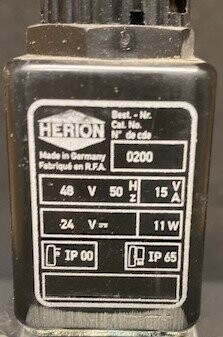 HERION
Best.-Nr.
Cat. No.
N° de cde
Made in Germany
Fabriqué en R.F.A.
0200
48 V 50 Hz 15 VA
24 V ⎓ 11 W
IP 00 IP 65